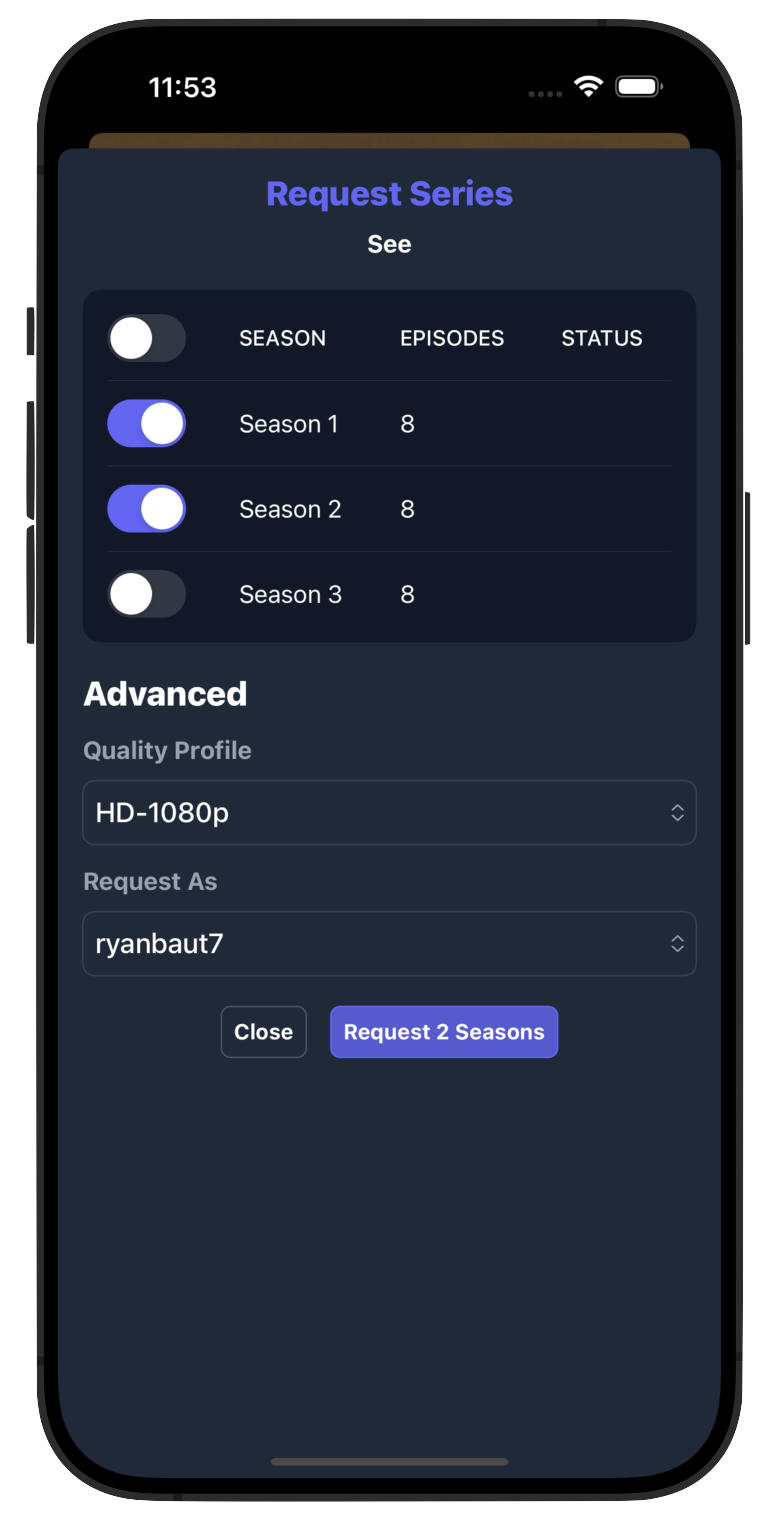 11:53
Request Series
See
SEASON EPISODES STATUS
Season 1 8
Season 2 8
Season 3 8
Advanced
Quality Profile
HD-1080p
Request As
ryanbaut7
Close Request 2 Seasons